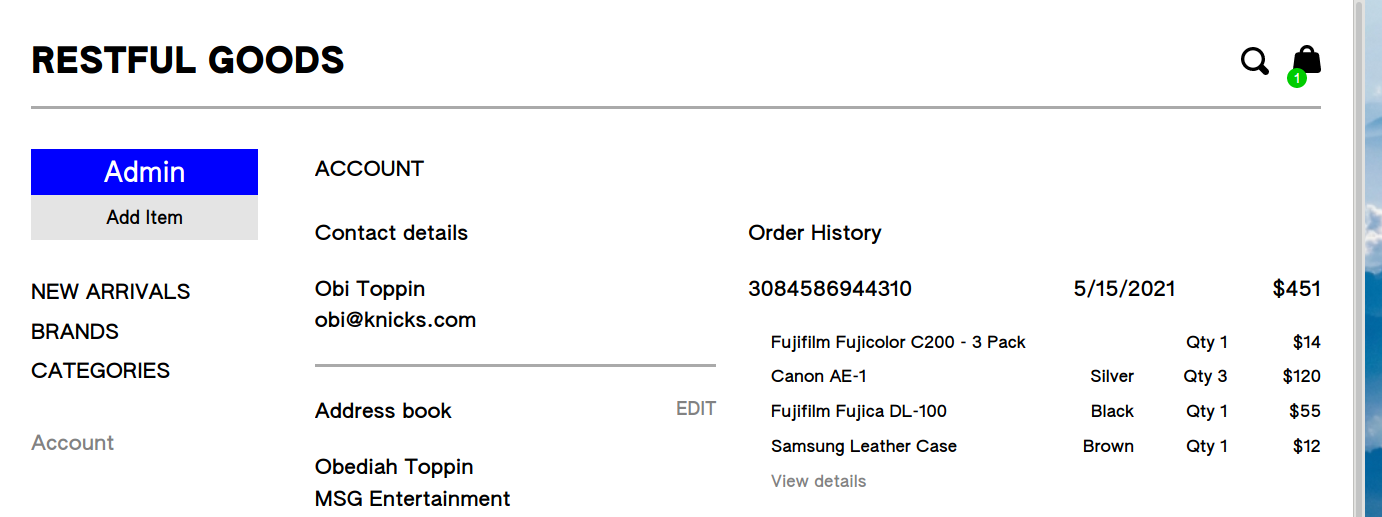 RESTFUL GOODS
1
Admin
Add Item
NEW ARRIVALS
BRANDS
CATEGORIES
Account
ACCOUNT
Contact details
Obi Toppin
obi@knicks.com
Address book EDIT
Obediah Toppin
MSG Entertainment
Order History
3084586944310 5/15/2021 $451
Fujifilm Fujicolor C200 - 3 Pack Qty 1 $14
Canon AE-1 Silver Qty 3 $120
Fujifilm Fujica DL-100 Black Qty 1 $55
Samsung Leather Case Brown Qty 1 $12
View details